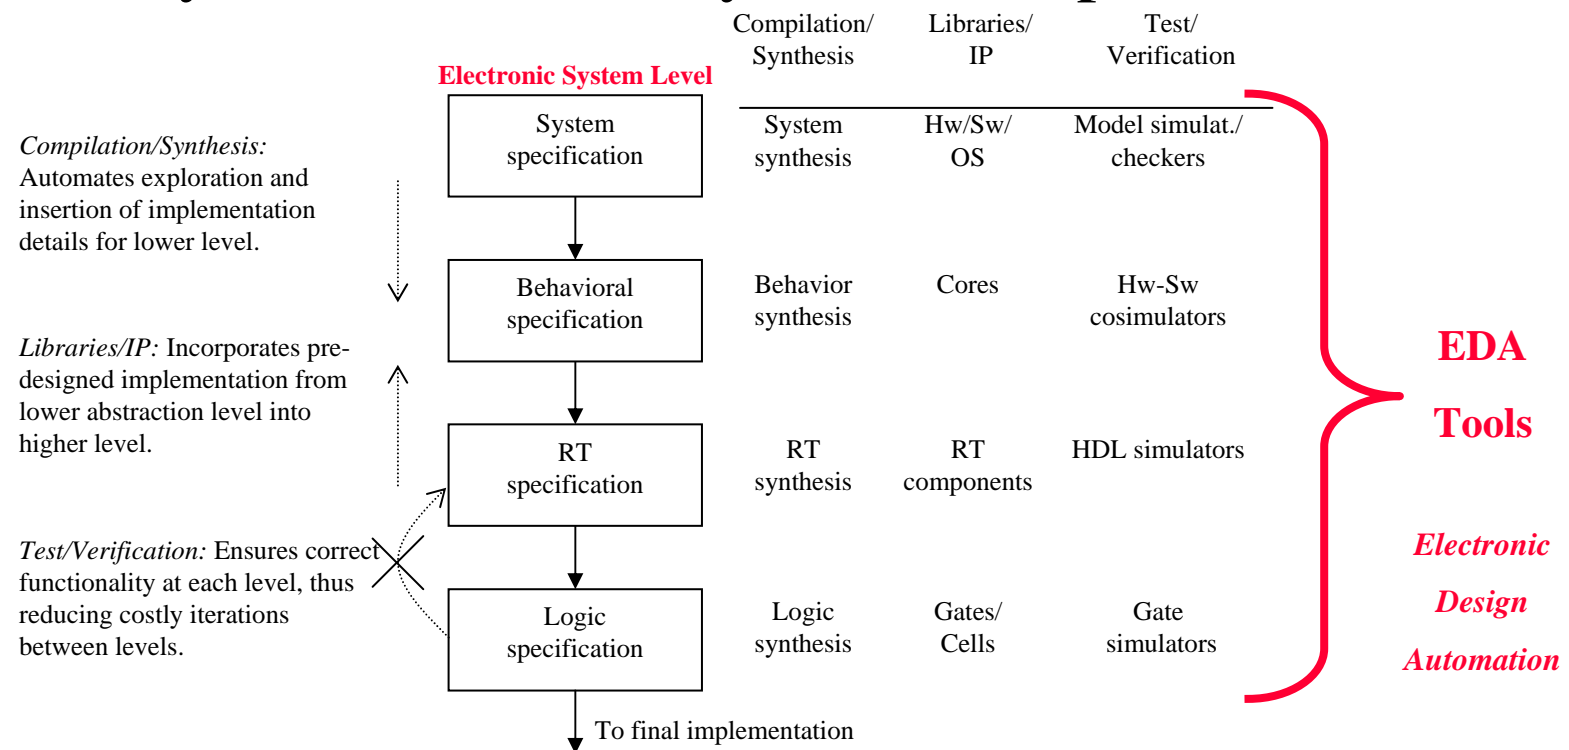 Compilation/
Synthesis
Libraries/
IP
Test/
Verification
Electronic System Level
System
specification
System
synthesis
Hw/Sw/
OS
Model simulat./
checkers
Compilation/Synthesis:
Automates exploration and
insertion of implementation
details for lower level.
Behavioral
specification
Behavior
synthesis
Cores
Hw-Sw
cosimulators
Libraries/IP: Incorporates pre-
designed implementation from
lower abstraction level into
higher level.
RT
specification
RT
synthesis
RT
components
HDL simulators
Test/Verification: Ensures correct
functionality at each level, thus
reducing costly iterations
between levels.
Logic
specification
Logic
synthesis
Gates/
Cells
Gate
simulators
To final implementation
EDA
Tools
Electronic
Design
Automation